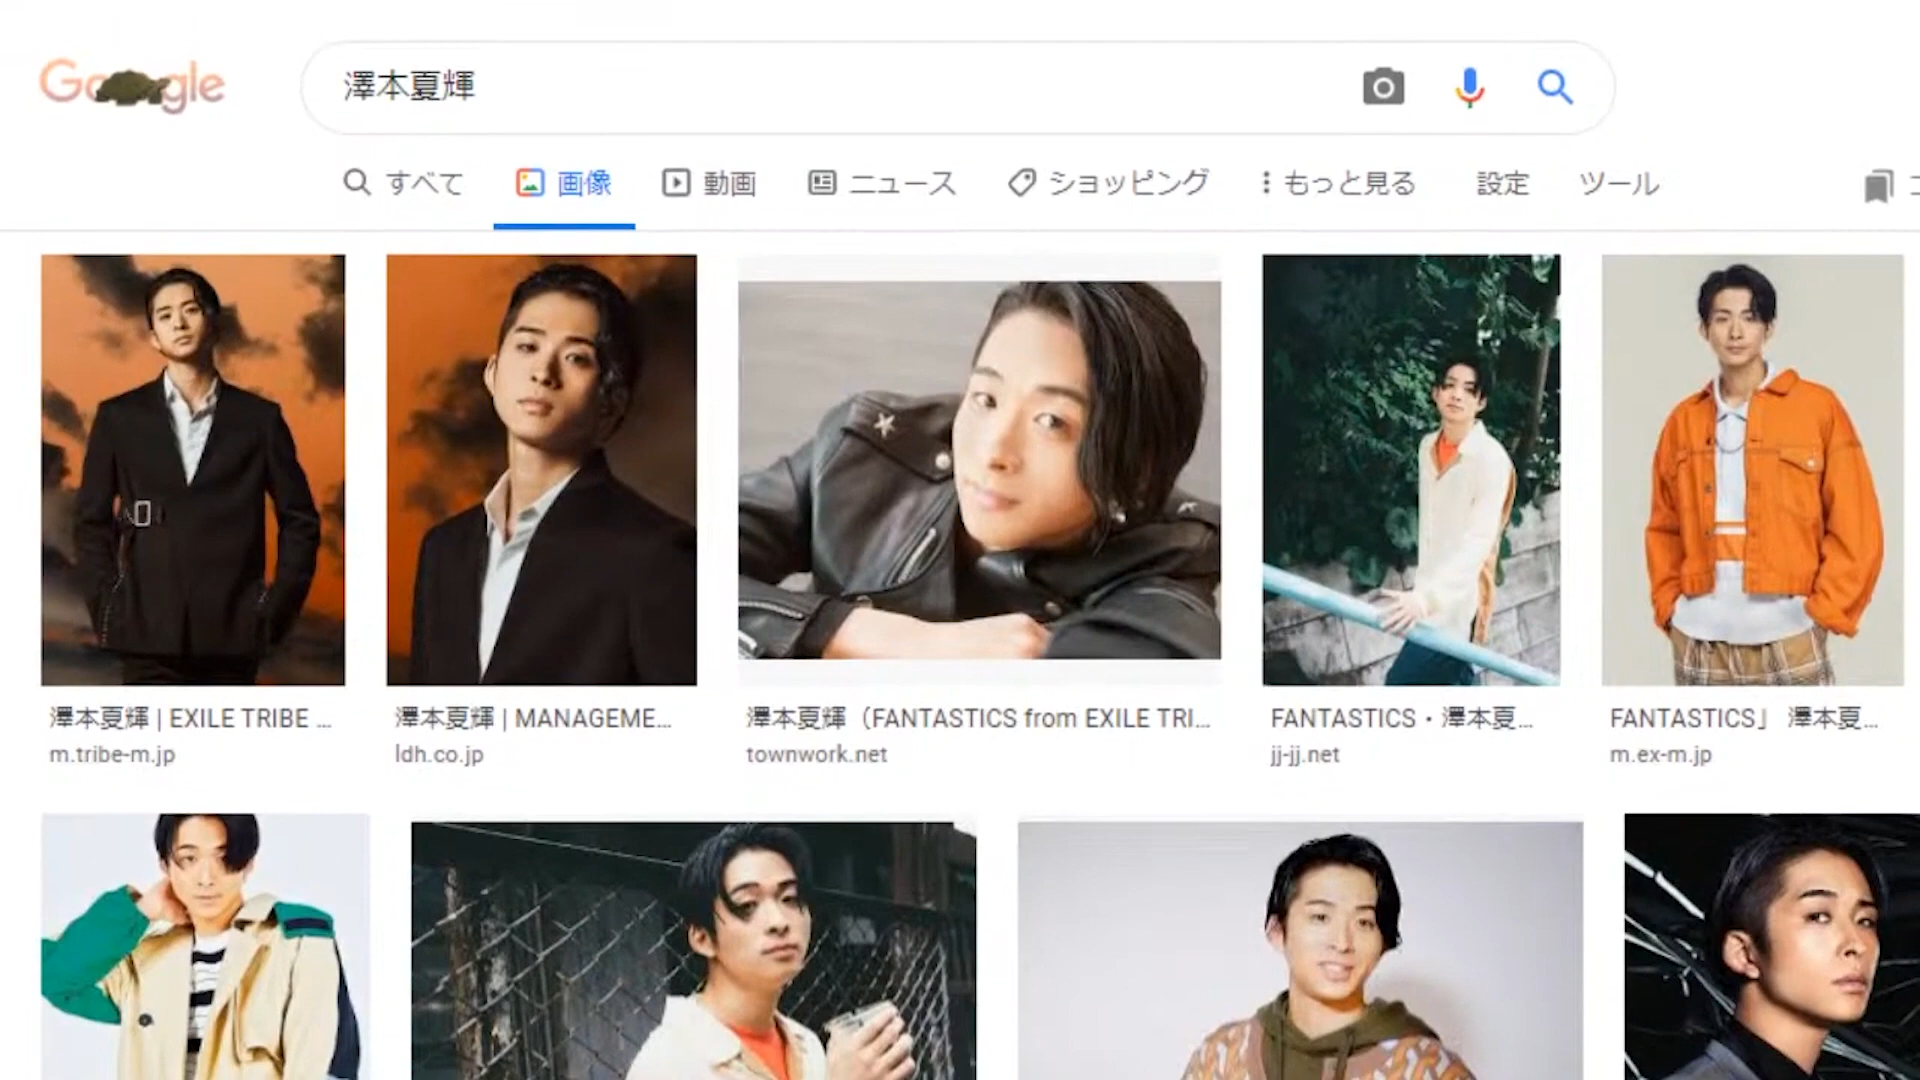 Google
澤本夏輝
すべて 画像 動画 ニュース ショッピング もっと見る 設定 ツール
澤本夏輝 | EXILE TRIBE ...
m.tribe-m.jp
澤本夏輝 | MANAGEME...
ldh.co.jp
澤本夏輝（FANTASTICS from EXILE TRI...
townwork.net
FANTASTICS・澤本夏...
jj-jj.net
FANTASTICS」 澤本夏...
m.ex-m.jp